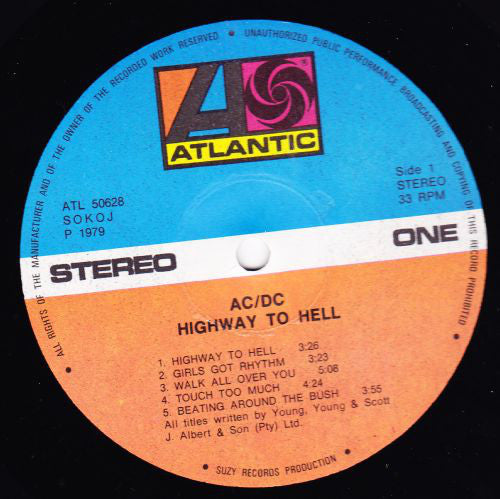 • ALL RIGHTS OF THE MANUFACTURER AND OF THE OWNER OF THE RECORDED WORK RESERVED • UNAUTHORIZED PUBLIC PERFORMANCE, BROADCASTING AND COPYING OF THIS RECORD PROHIBITED •
A
ATLANTIC
®
ATL 50628
SOKOJ
P 1979
Side 1
STEREO
33 RPM
STEREO
ONE
AC/DC
HIGHWAY TO HELL
1. HIGHWAY TO HELL 3:26
2. GIRLS GOT RHYTHM 3:23
3. WALK ALL OVER YOU 5:08
4. TOUCH TOO MUCH 4:24
5. BEATING AROUND THE BUSH 3:55
All titles written by Young, Young & Scott
J. Albert & Son (Pty) Ltd.
• SUZY RECORDS PRODUCTION •